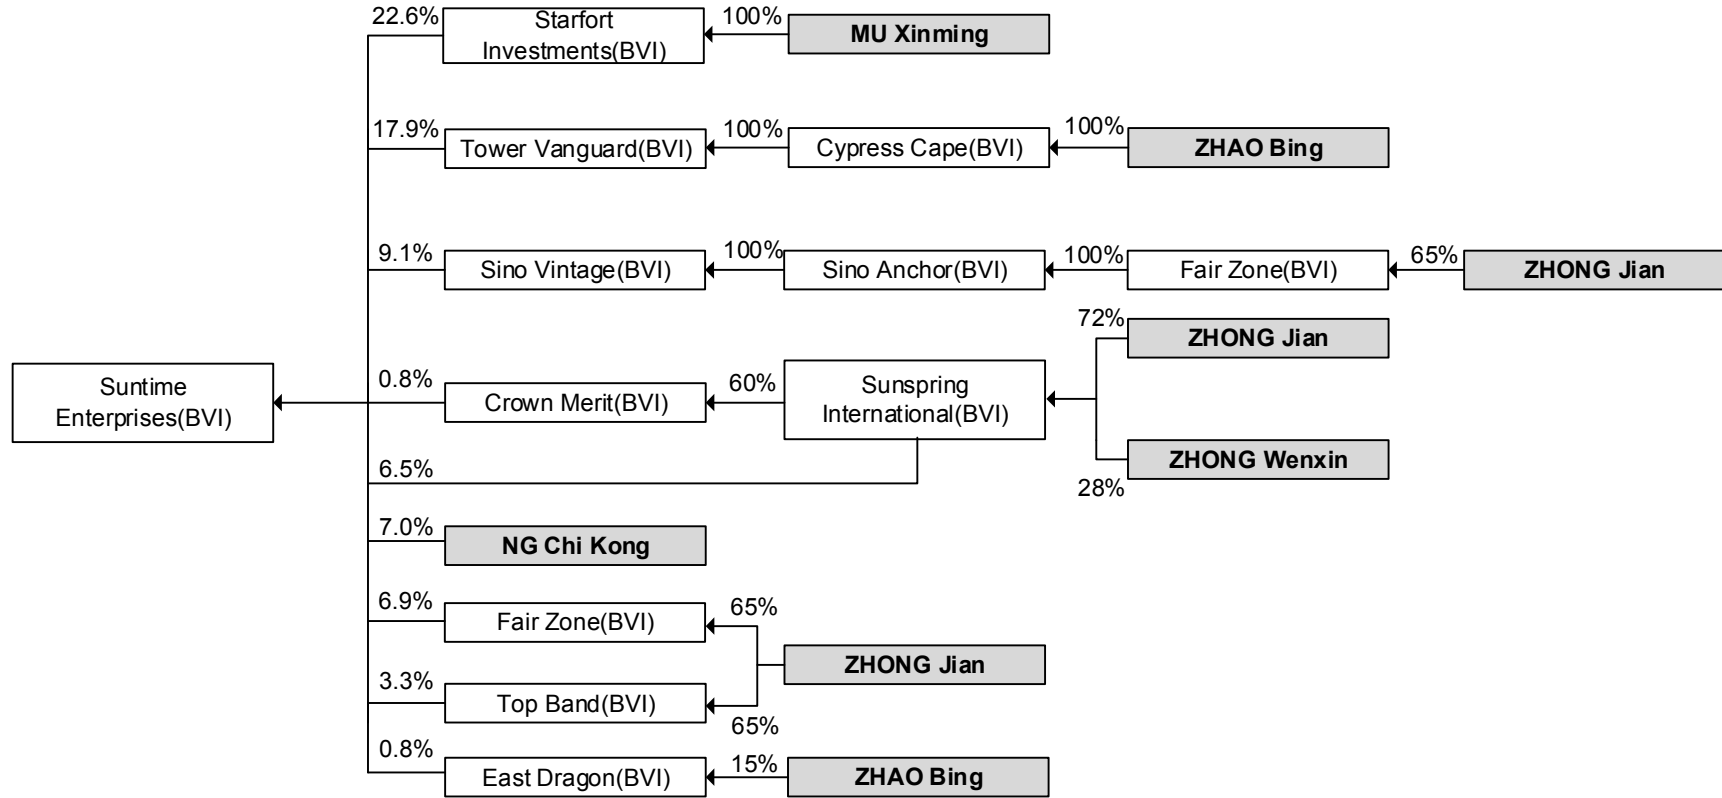 22.6%
Starfort
Investments(BVI)
100%
MU Xinming
17.9%
Tower Vanguard(BVI)
100%
Cypress Cape(BVI)
100%
ZHAO Bing
9.1%
Sino Vintage(BVI)
100%
Sino Anchor(BVI)
100%
Fair Zone(BVI)
65%
ZHONG Jian
72%
ZHONG Jian
Suntime
Enterprises(BVI)
0.8%
Crown Merit(BVI)
60%
Sunspring
International(BVI)
ZHONG Wenxin
28%
6.5%
7.0%
NG Chi Kong
6.9%
Fair Zone(BVI)
65%
ZHONG Jian
3.3%
Top Band(BVI)
65%
0.8%
East Dragon(BVI)
15%
ZHAO Bing